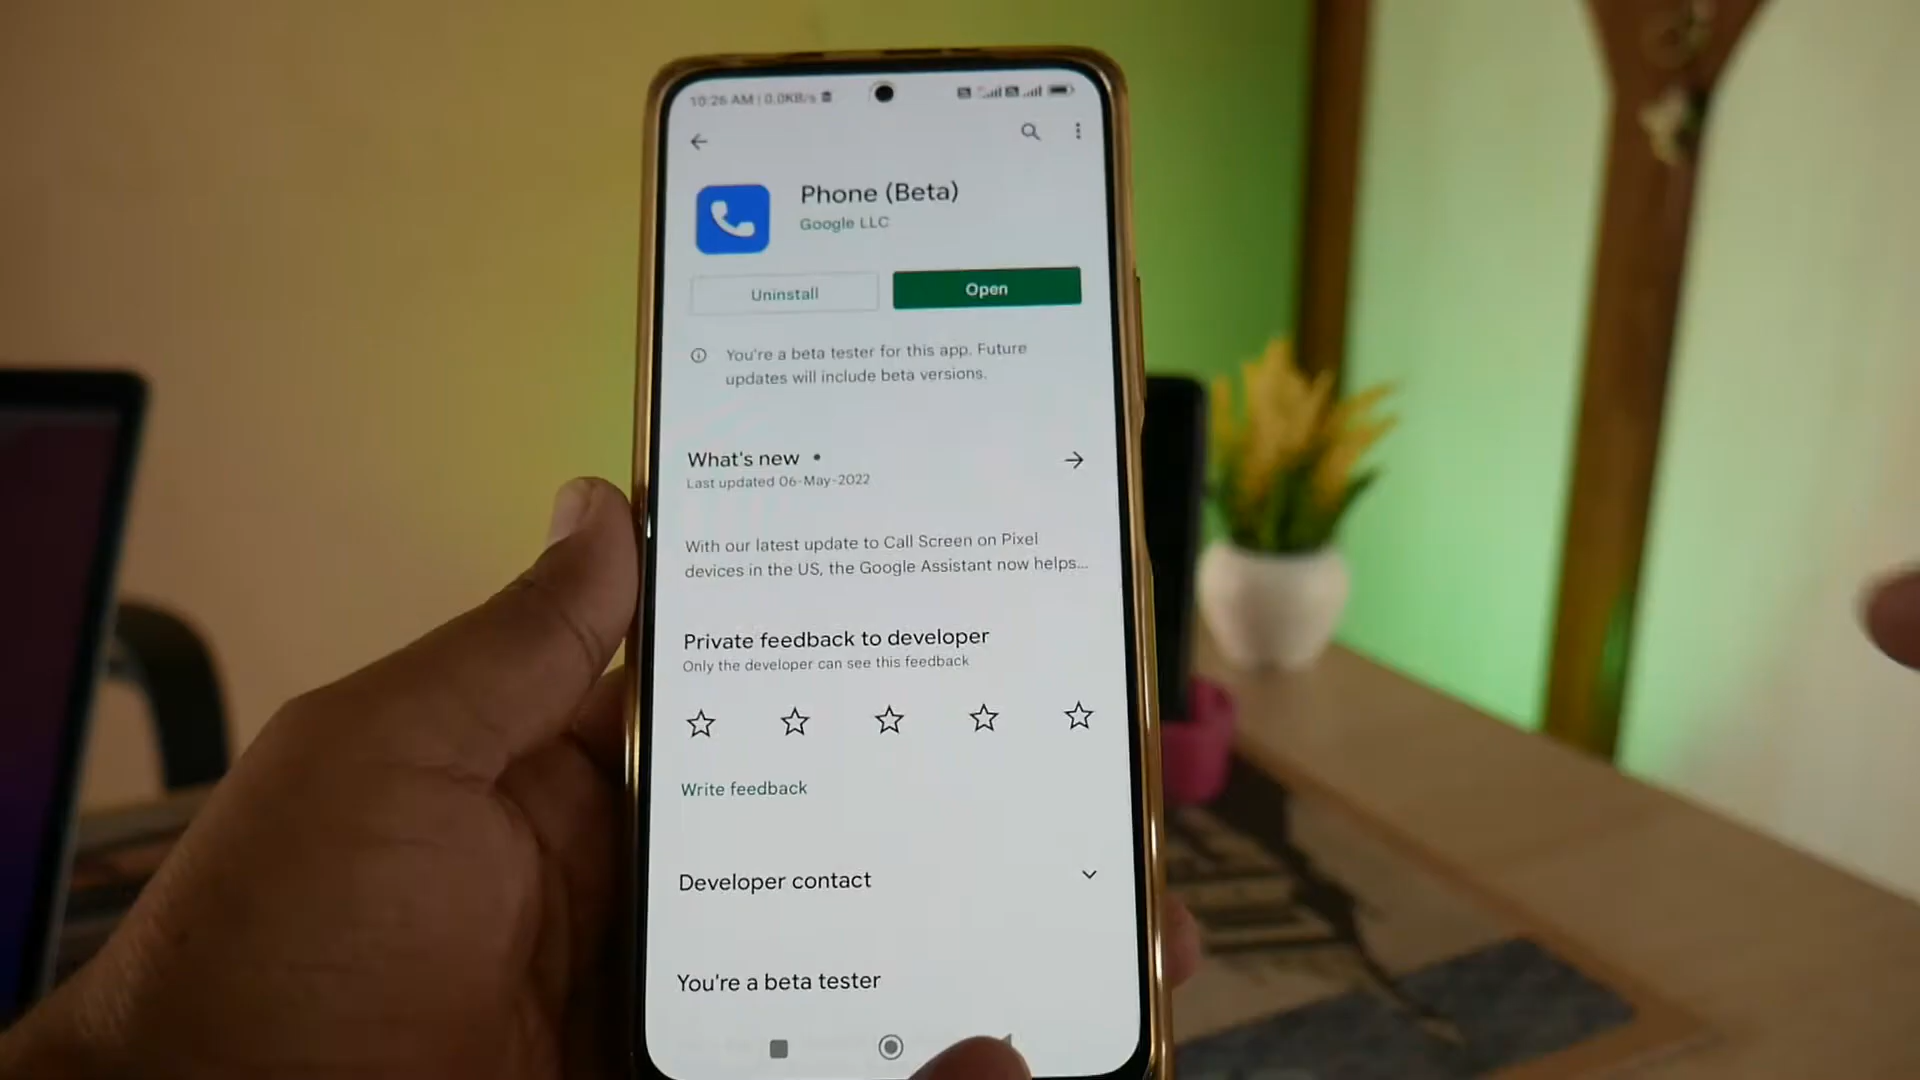 10:26 AM | 0.0KB/s
Phone (Beta)
Google LLC
Uninstall
Open
You're a beta tester for this app. Future
updates will include beta versions.
What's new •
Last updated 06-May-2022
With our latest update to Call Screen on Pixel
devices in the US, the Google Assistant now helps...
Private feedback to developer
Only the developer can see this feedback
Write feedback
Developer contact
You're a beta tester